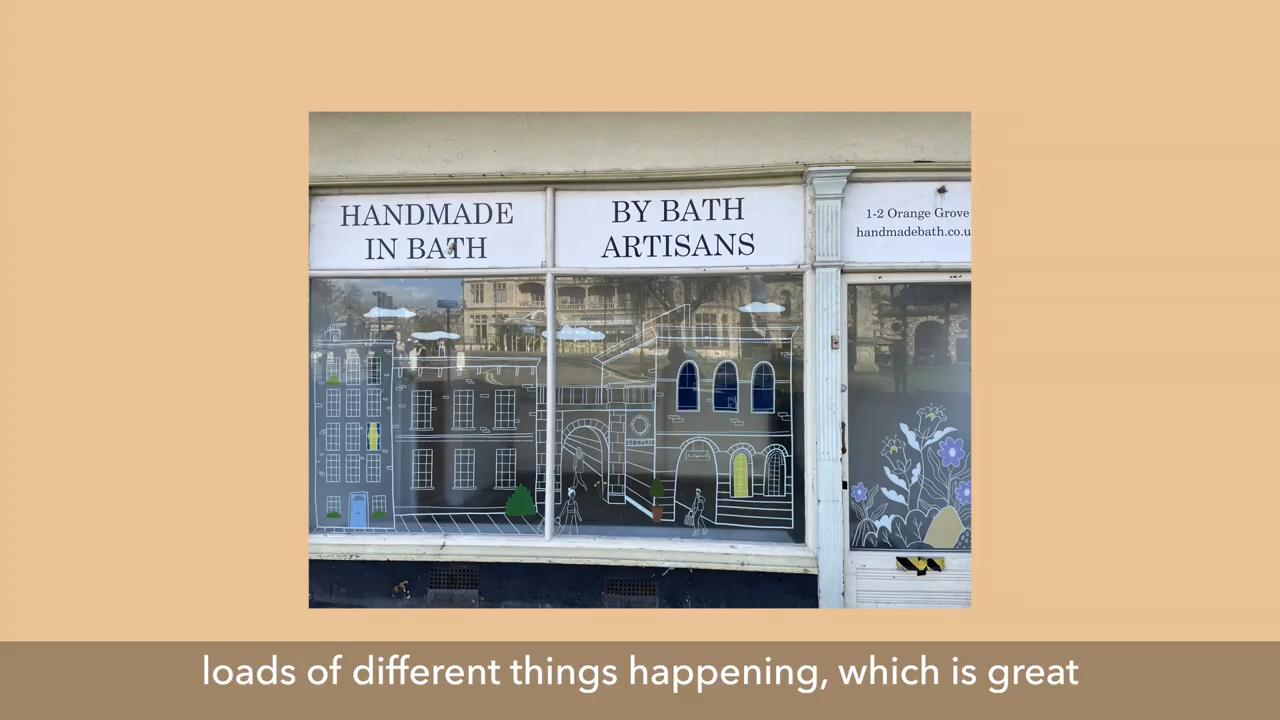 HANDMADE
IN BATH
BY BATH
ARTISANS
1-2 Orange Grove
handmadebath.co.u
loads of different things happening, which is great